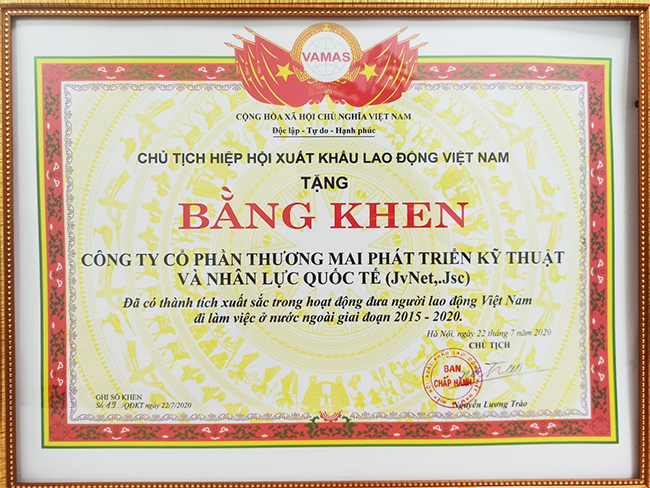 VAMAS
CỘNG HÒA XÃ HỘI CHỦ NGHĨA VIỆT NAM
Độc lập - Tự do - Hạnh phúc
CHỦ TỊCH HIỆP HỘI XUẤT KHẨU LAO ĐỘNG VIỆT NAM
TẶNG
BẰNG KHEN
CÔNG TY CỔ PHẦN THƯƠNG MAI PHÁT TRIỂN KỸ THUẬT
VÀ NHÂN LỰC QUỐC TẾ (JvNet,.Jsc)
Đã có thành tích xuất sắc trong hoạt động đưa người lao động Việt Nam
đi làm việc ở nước ngoài giai đoạn 2015 - 2020.
Hà Nội, ngày 22 tháng 7 năm 2020
CHỦ TỊCH
BAN
CHẤP HÀNH
GHI SỔ KHEN
Số 19 /QĐKT ngày 22/7/2020
Nguyễn Lương Trào